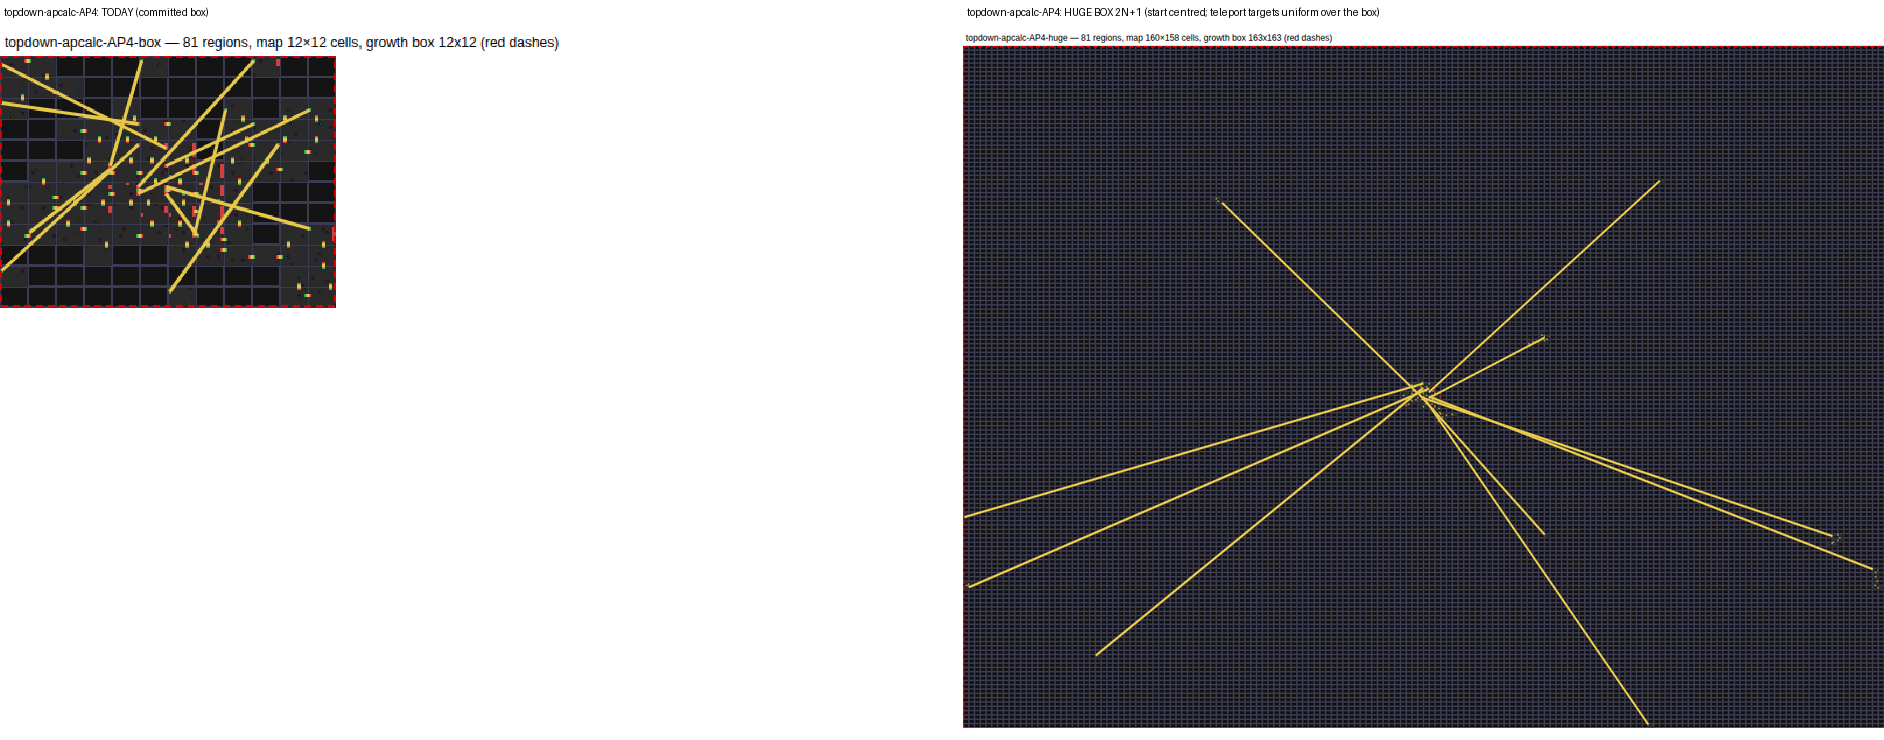 topdown-apcalc-AP4: TODAY (committed box)
topdown-apcalc-AP4-box — 81 regions, map 12×12 cells, growth box 12x12 (red dashes)
topdown-apcalc-AP4: HUGE BOX 2N+1 (start centred; teleport targets uniform over the box)
topdown-apcalc-AP4-huge — 81 regions, map 160×158 cells, growth box 163x163 (red dashes)